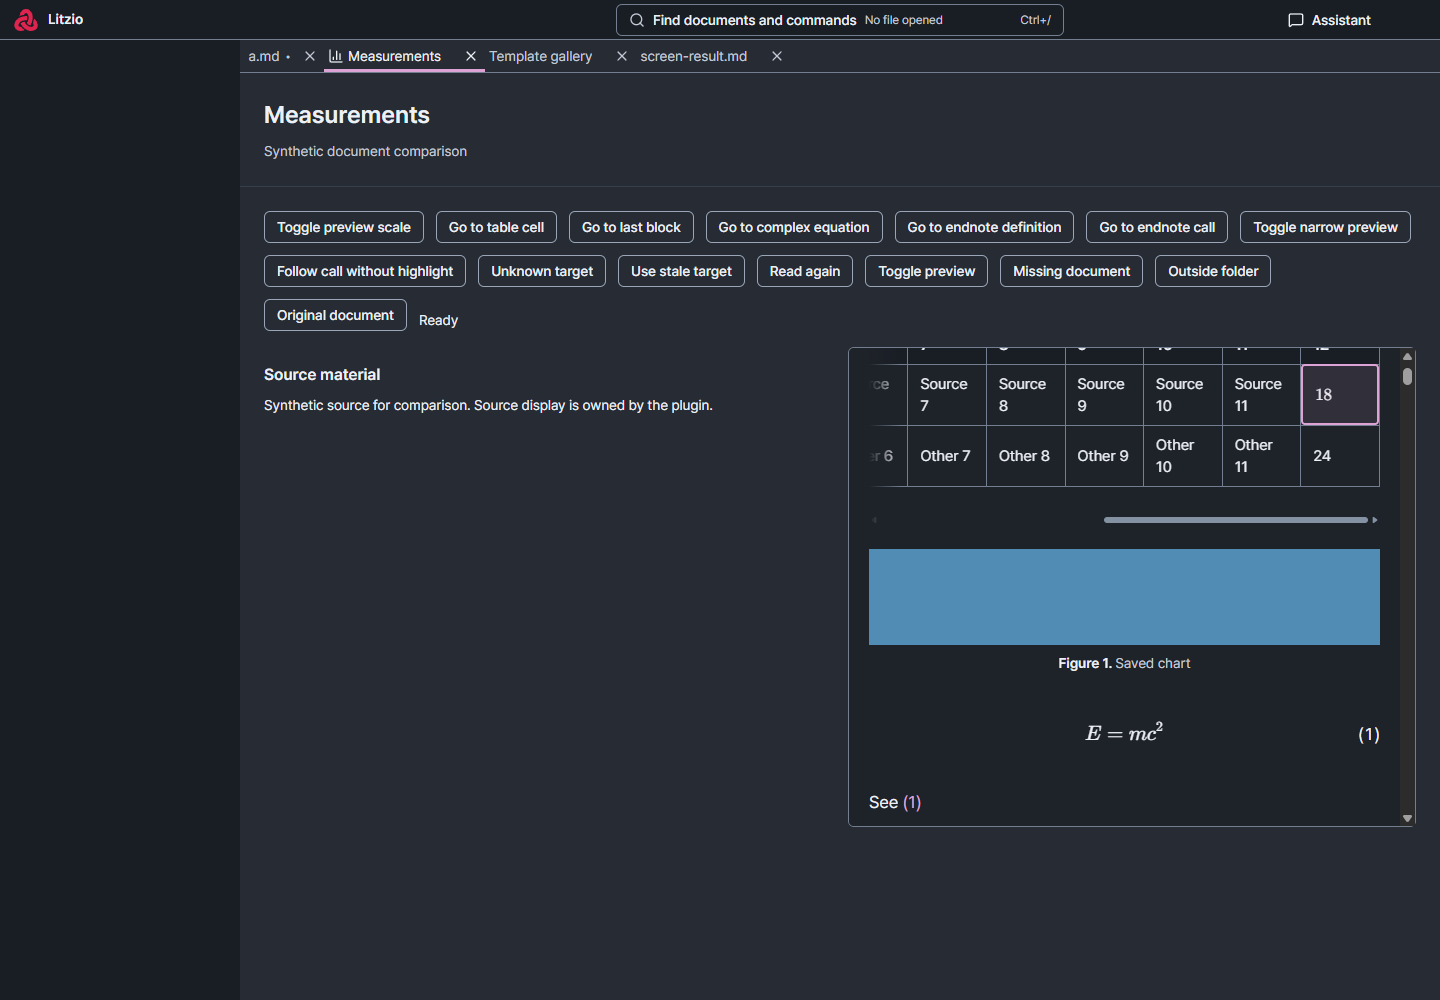 Litzio
Find documents and commands No file opened Ctrl+/
Assistant
a.md • Measurements Template gallery screen-result.md
Measurements
Synthetic document comparison
Toggle preview scale Go to table cell Go to last block Go to complex equation Go to endnote definition Go to endnote call Toggle narrow preview
Follow call without highlight Unknown target Use stale target Read again Toggle preview Missing document Outside folder
Original document Ready
Source material
Synthetic source for comparison. Source display is owned by the plugin.
Source 7 Source 8 Source 9 Source 10 Source 11 18
6 Other 7 Other 8 Other 9 Other 10 Other 11 24
Figure 1. Saved chart
E = mc² (1)
See (1)